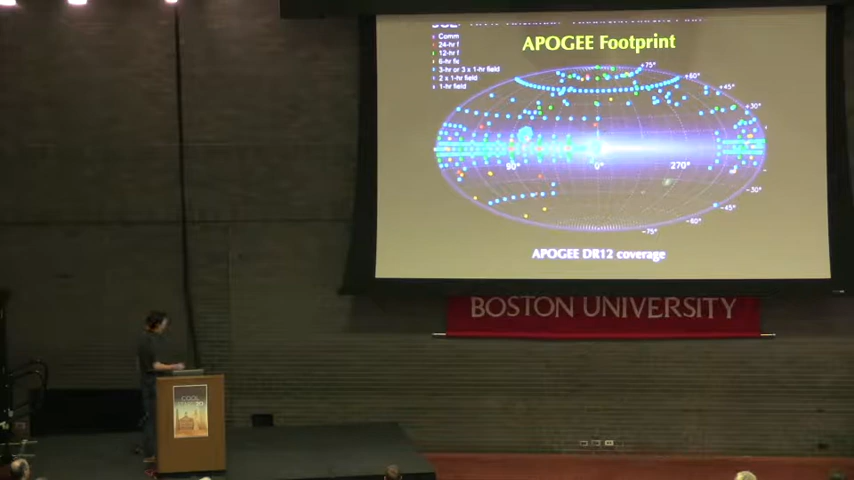 APOGEE Footprint
Comm
24-hr f
12-hr f
6-hr fi
3-hr or 3 x 1-hr field
2 x 1-hr field
1-hr field
+75°
+60°
+45°
+30°
90°
0°
270°
-30°
-45°
-60°
-75°
APOGEE DR12 coverage
BOSTON UNIVERSITY
COOL